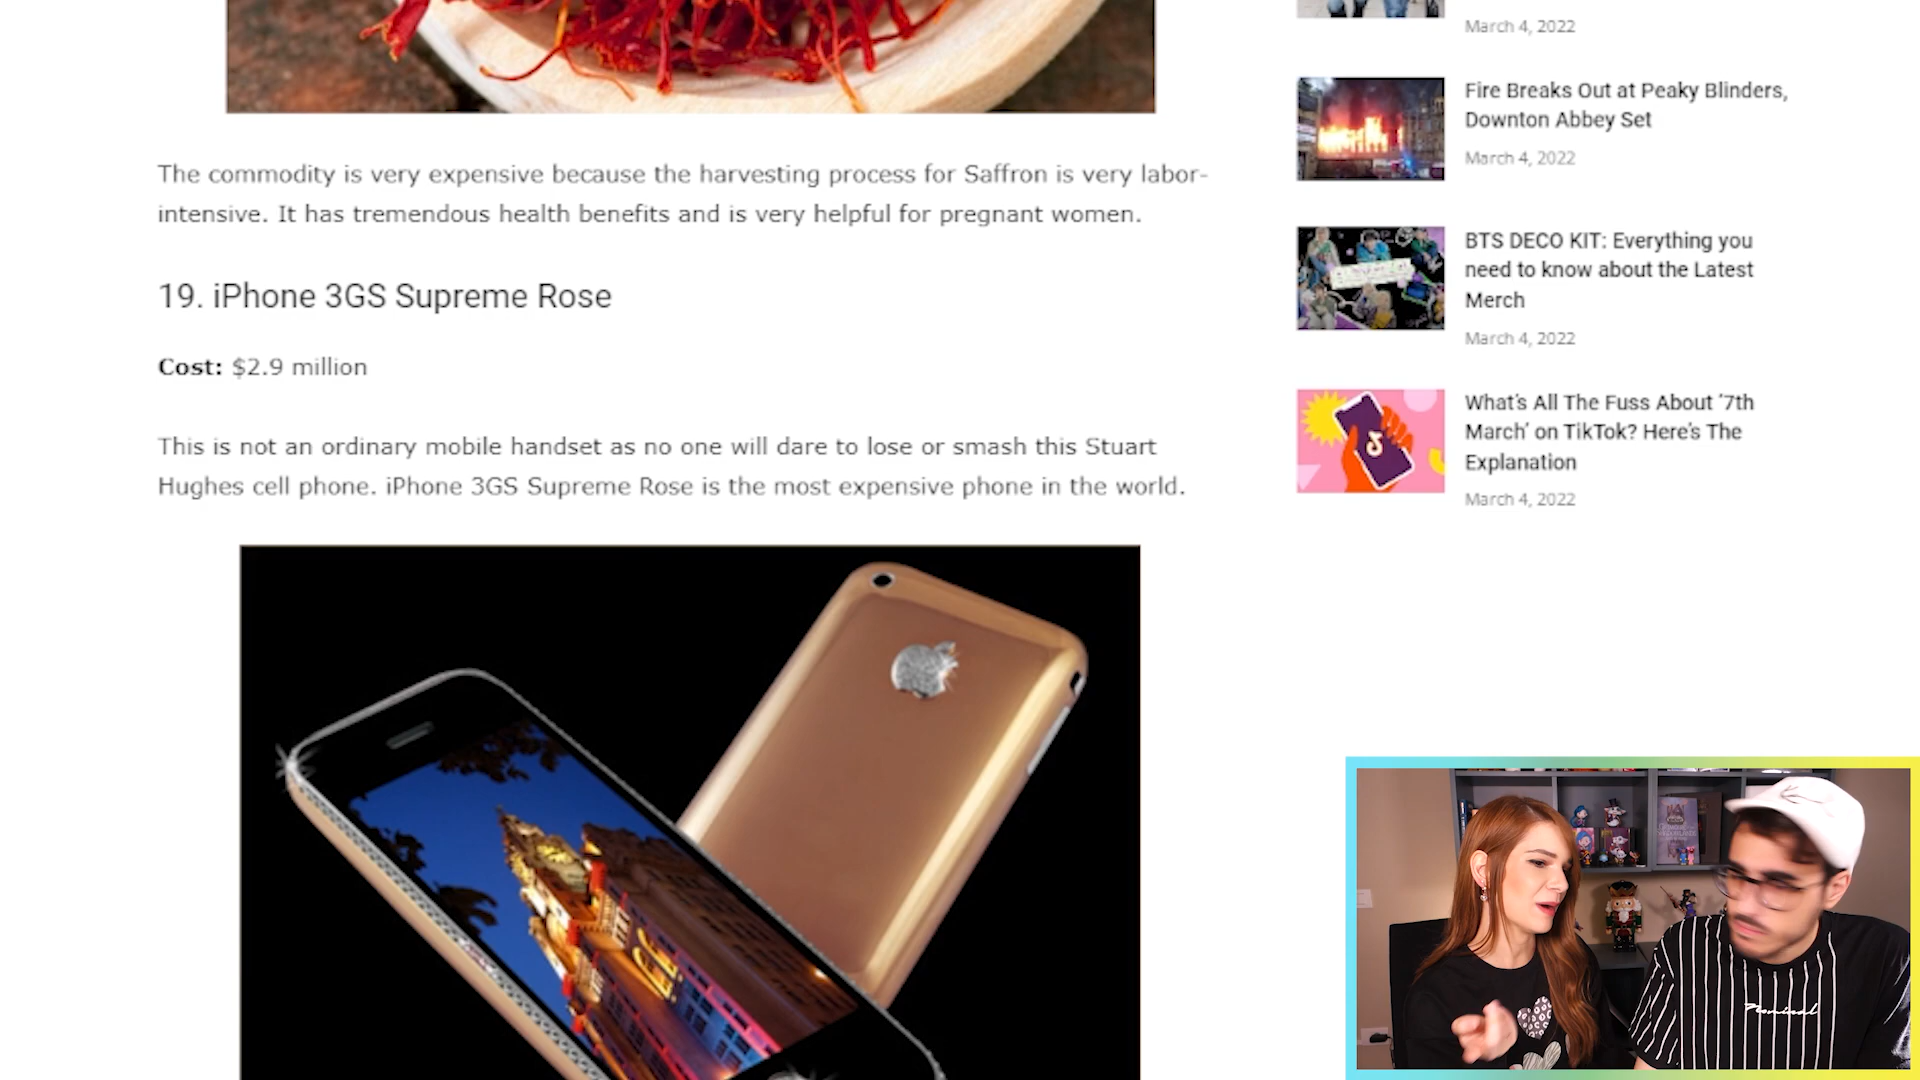 The commodity is very expensive because the harvesting process for Saffron is very labor-
intensive. It has tremendous health benefits and is very helpful for pregnant women.
19. iPhone 3GS Supreme Rose
Cost: $2.9 million
This is not an ordinary mobile handset as no one will dare to lose or smash this Stuart
Hughes cell phone. iPhone 3GS Supreme Rose is the most expensive phone in the world.
March 4, 2022
Fire Breaks Out at Peaky Blinders,
Downton Abbey Set
March 4, 2022
BTS DECO KIT: Everything you
need to know about the Latest
Merch
March 4, 2022
What's All The Fuss About '7th
March' on TikTok? Here's The
Explanation
March 4, 2022